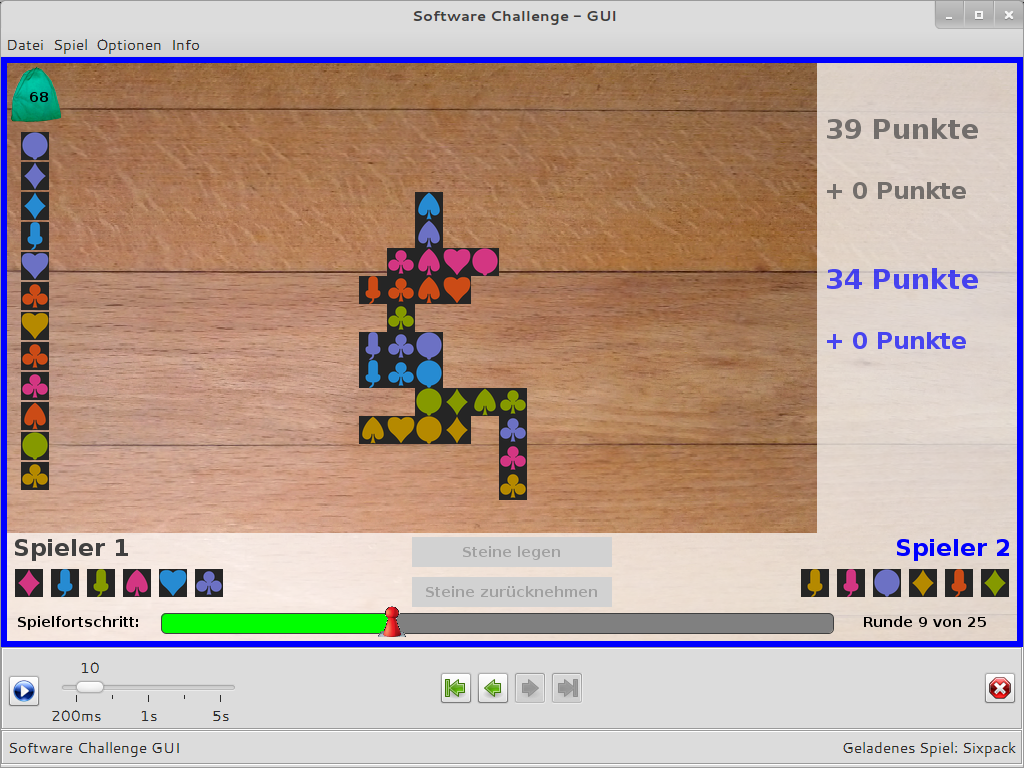 Software Challenge - GUI
Datei Spiel Optionen Info
68
39 Punkte
+ 0 Punkte
34 Punkte
+ 0 Punkte
Spieler 1
Steine legen
Spieler 2
Steine zurücknehmen
Spielfortschritt:
Runde 9 von 25
10
200ms 1s 5s
Software Challenge GUI
Geladenes Spiel: Sixpack